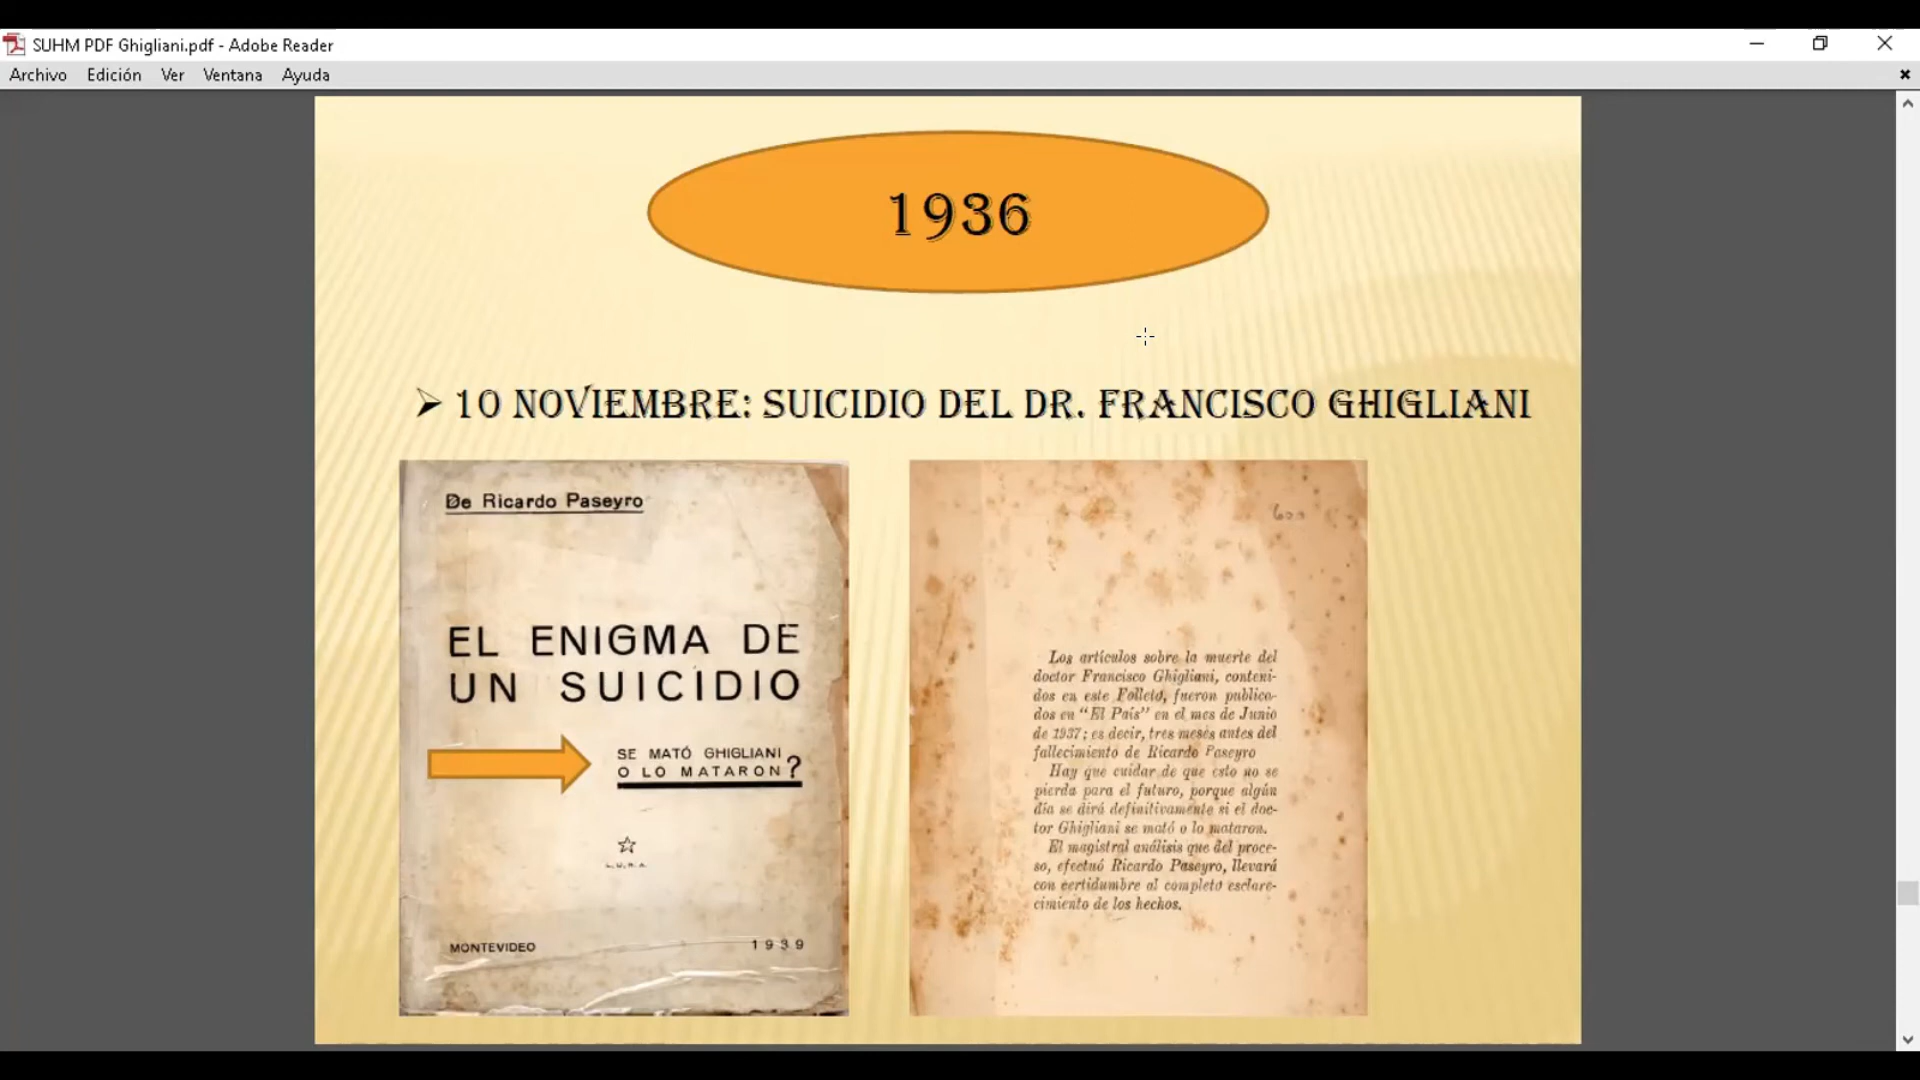 SUHM PDF Ghigliani.pdf - Adobe Reader
Archivo Edición Ver Ventana Ayuda
1936
10 NOVIEMBRE: SUICIDIO DEL DR. FRANCISCO GHIGLIANI
De Ricardo Paseyro
EL ENIGMA DE
UN SUICIDIO
SE MATÓ GHIGLIANI
O LO MATARON?
MONTEVIDEO 1939
Los artículos sobre la muerte del
doctor Francisco Ghigliani, conteni-
dos en este Folleto, fueron publica-
dos en "El País" en el mes de Junio
de 1937; es decir, tres meses antes del
fallecimiento de Ricardo Paseyro
Hay que cuidar de que esto no se
pierda para el futuro, porque algún
día se dirá definitivamente si el doc-
tor Ghigliani se mató o lo mataron.
El magistral análisis que del proce-
so, efectuó Ricardo Paseyro, llevará
con certidumbre al completo esclare-
cimiento de los hechos.